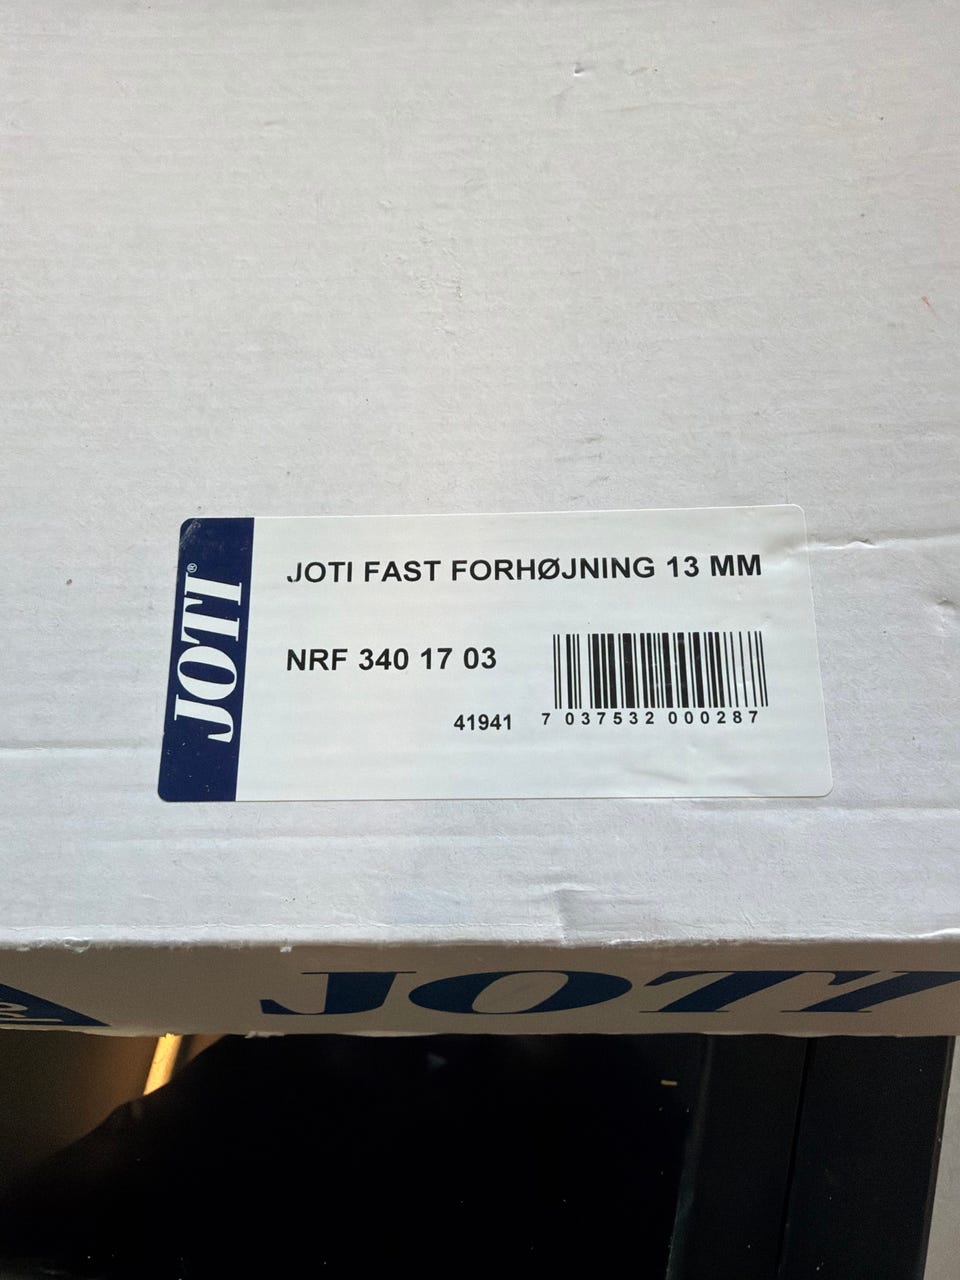 JOTI FAST FORHØJNING 13 MM
JOTI®
NRF 340 17 03
41941
7 037532 000287
JOTI